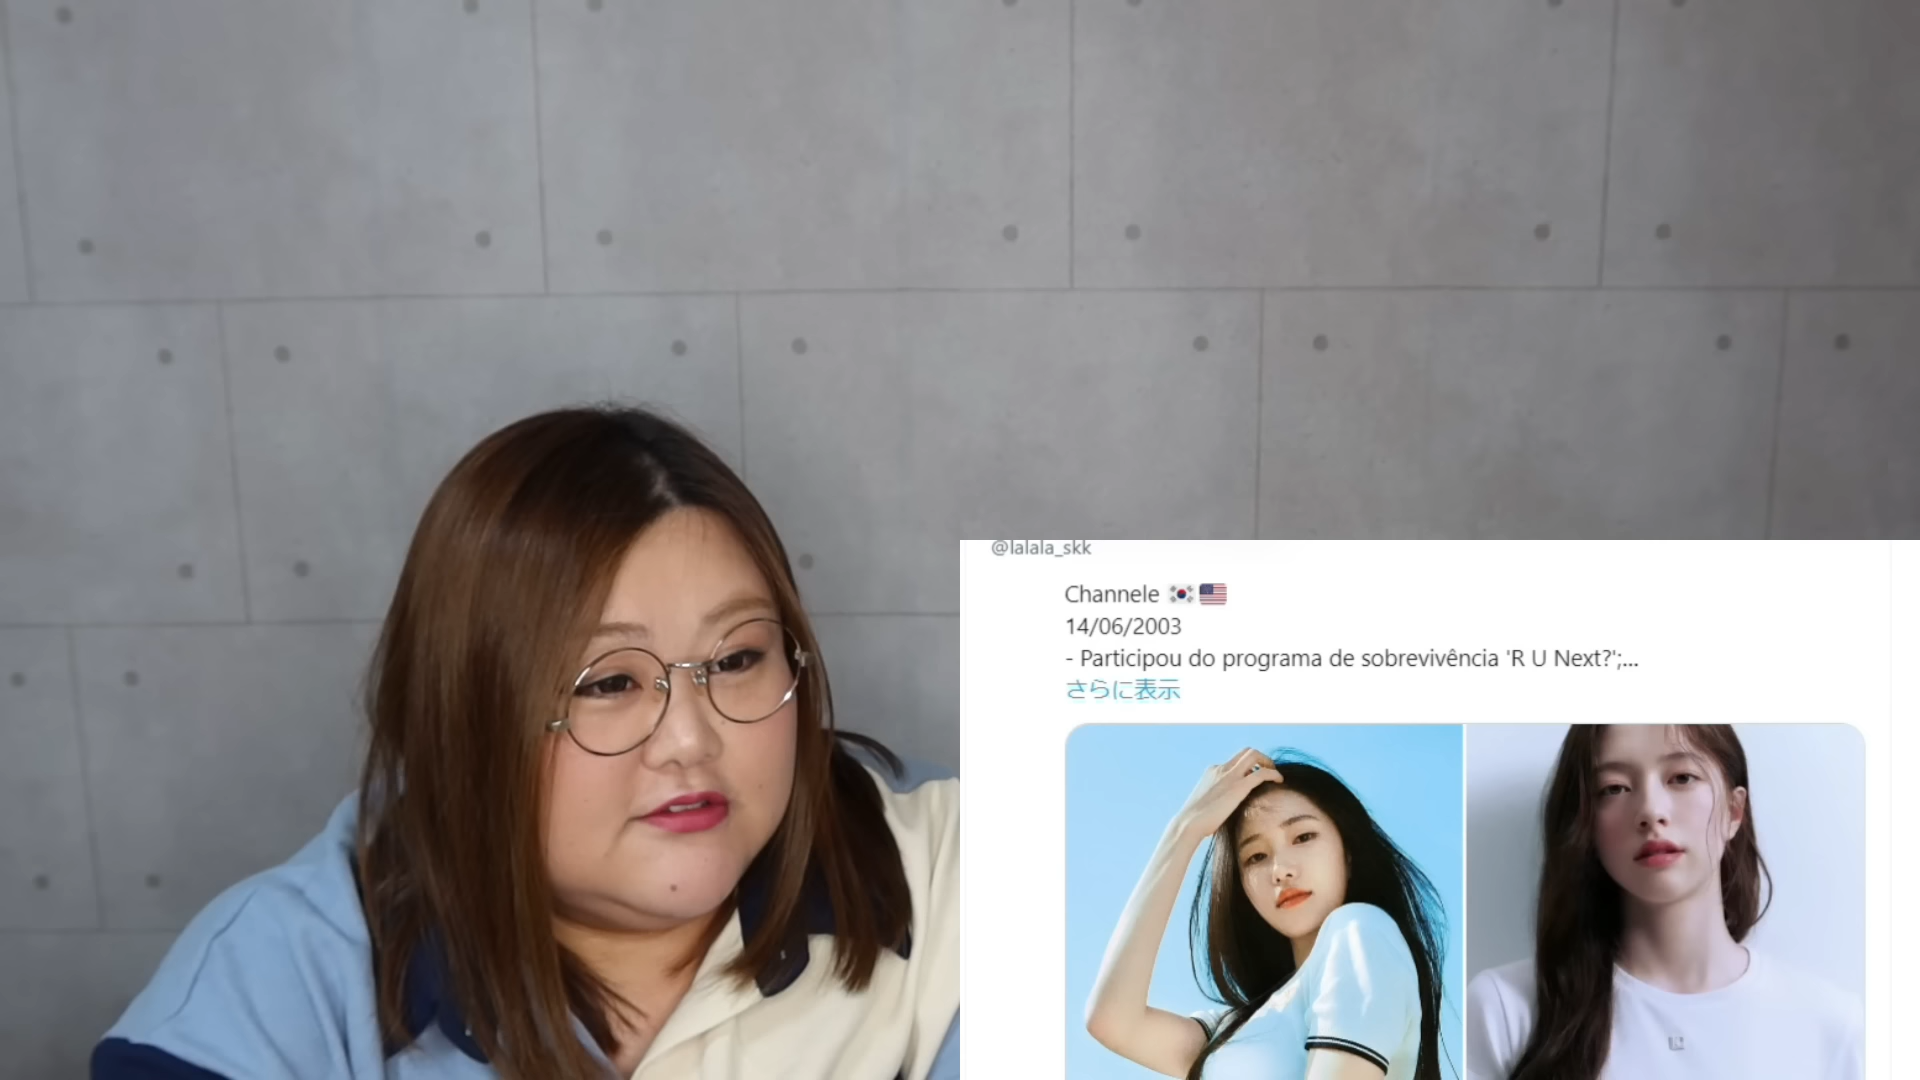 @lalala_skk
Channele 🇰🇷🇺🇸
14/06/2003
- Participou do programa de sobrevivência 'R U Next?';...
さらに表示